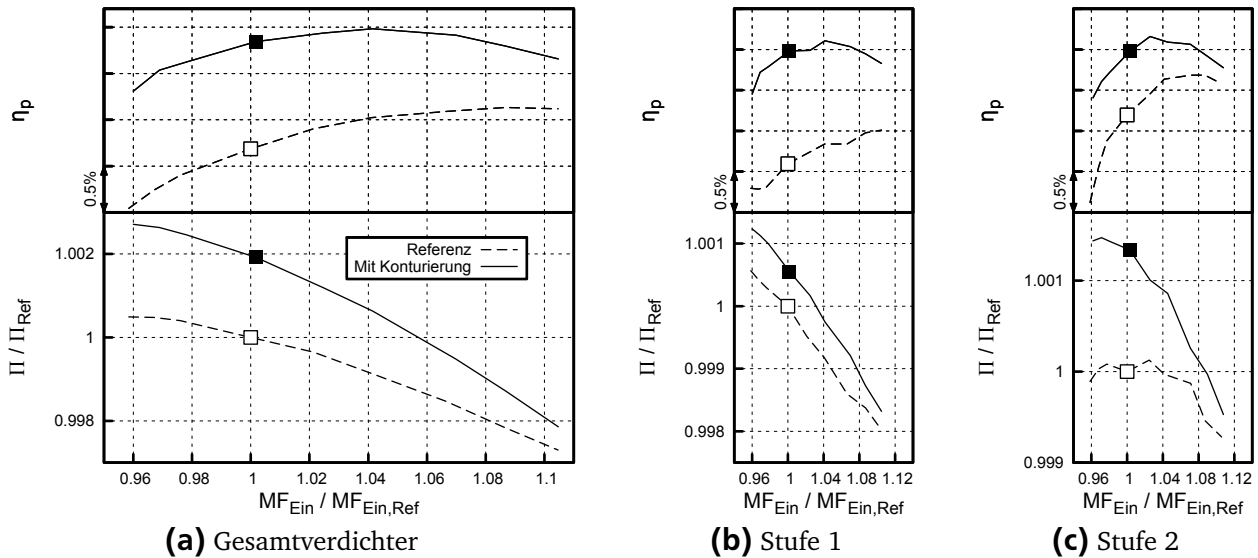 η_p
0.5%
Π / Π_Ref
1.002
1
0.998
Referenz
Mit Konturierung
0.96 0.98 1 1.02 1.04 1.06 1.08 1.1
MF_Ein / MF_Ein,Ref
(a) Gesamtverdichter
η_p
0.5%
1.001
1
0.999
0.998
0.96 1 1.04 1.08 1.12
MF_Ein / MF_Ein,Ref
(b) Stufe 1
η_p
0.5%
Π / Π_Ref
1.001
1
0.999
0.96 1 1.04 1.08 1.12
MF_Ein / MF_Ein,Ref
(c) Stufe 2